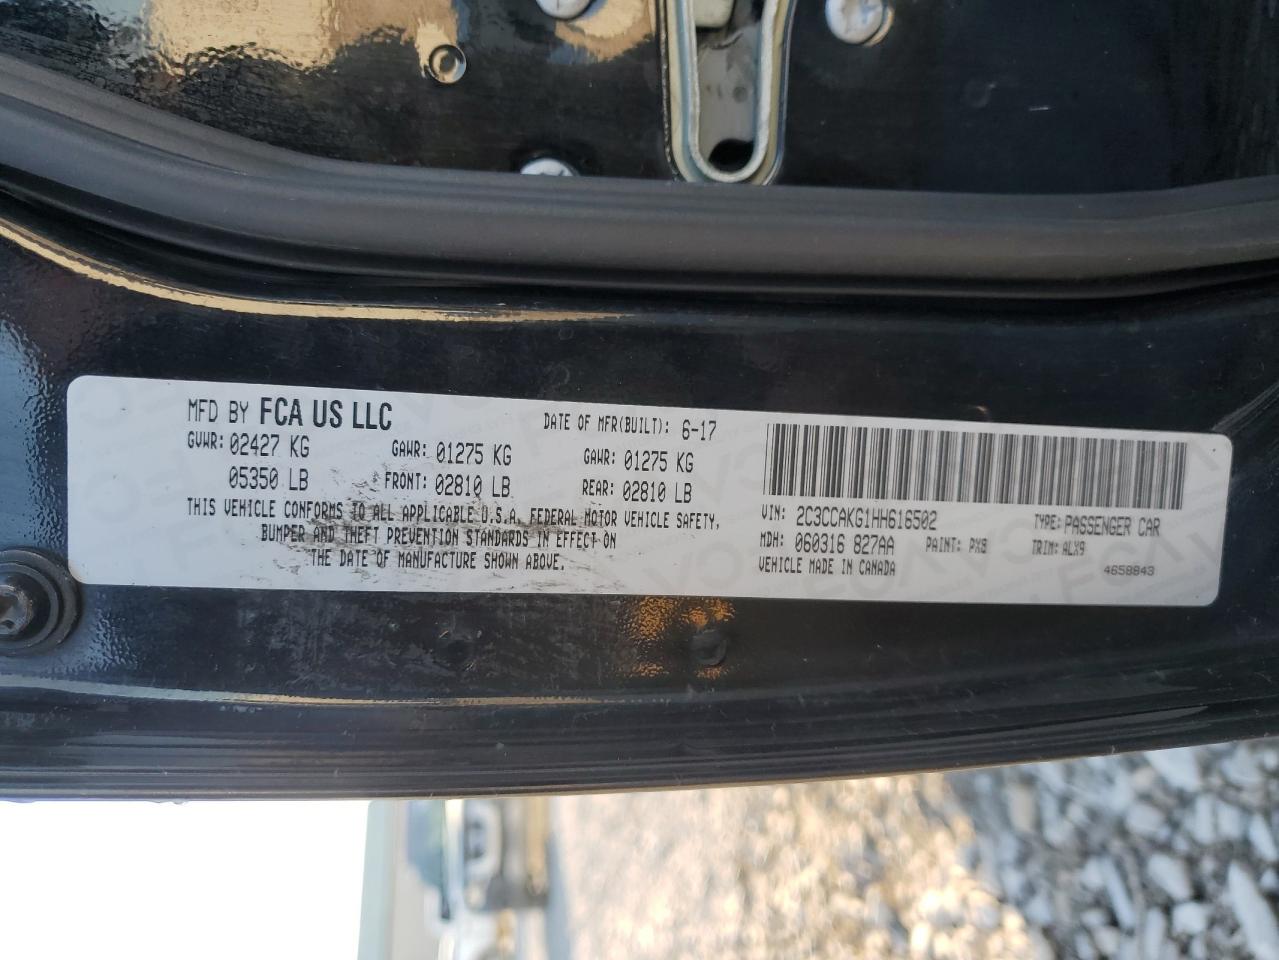 MFD BY FCA US LLC DATE OF MFR(BUILT): 6-17
GVWR: 02427 KG GAWR: 01275 KG GAWR: 01275 KG
05350 LB FRONT: 02810 LB REAR: 02810 LB
THIS VEHICLE CONFORMS TO ALL APPLICABLE U.S.A. FEDERAL MOTOR VEHICLE SAFETY,
BUMPER AND THEFT PREVENTION STANDARDS IN EFFECT ON
THE DATE OF MANUFACTURE SHOWN ABOVE.
VIN: 2C3CCAKG1HH616502 TYPE: PASSENGER CAR
MDH: 060316 827AA PAINT: PX8 TRIM: ALX9
VEHICLE MADE IN CANADA 4658843